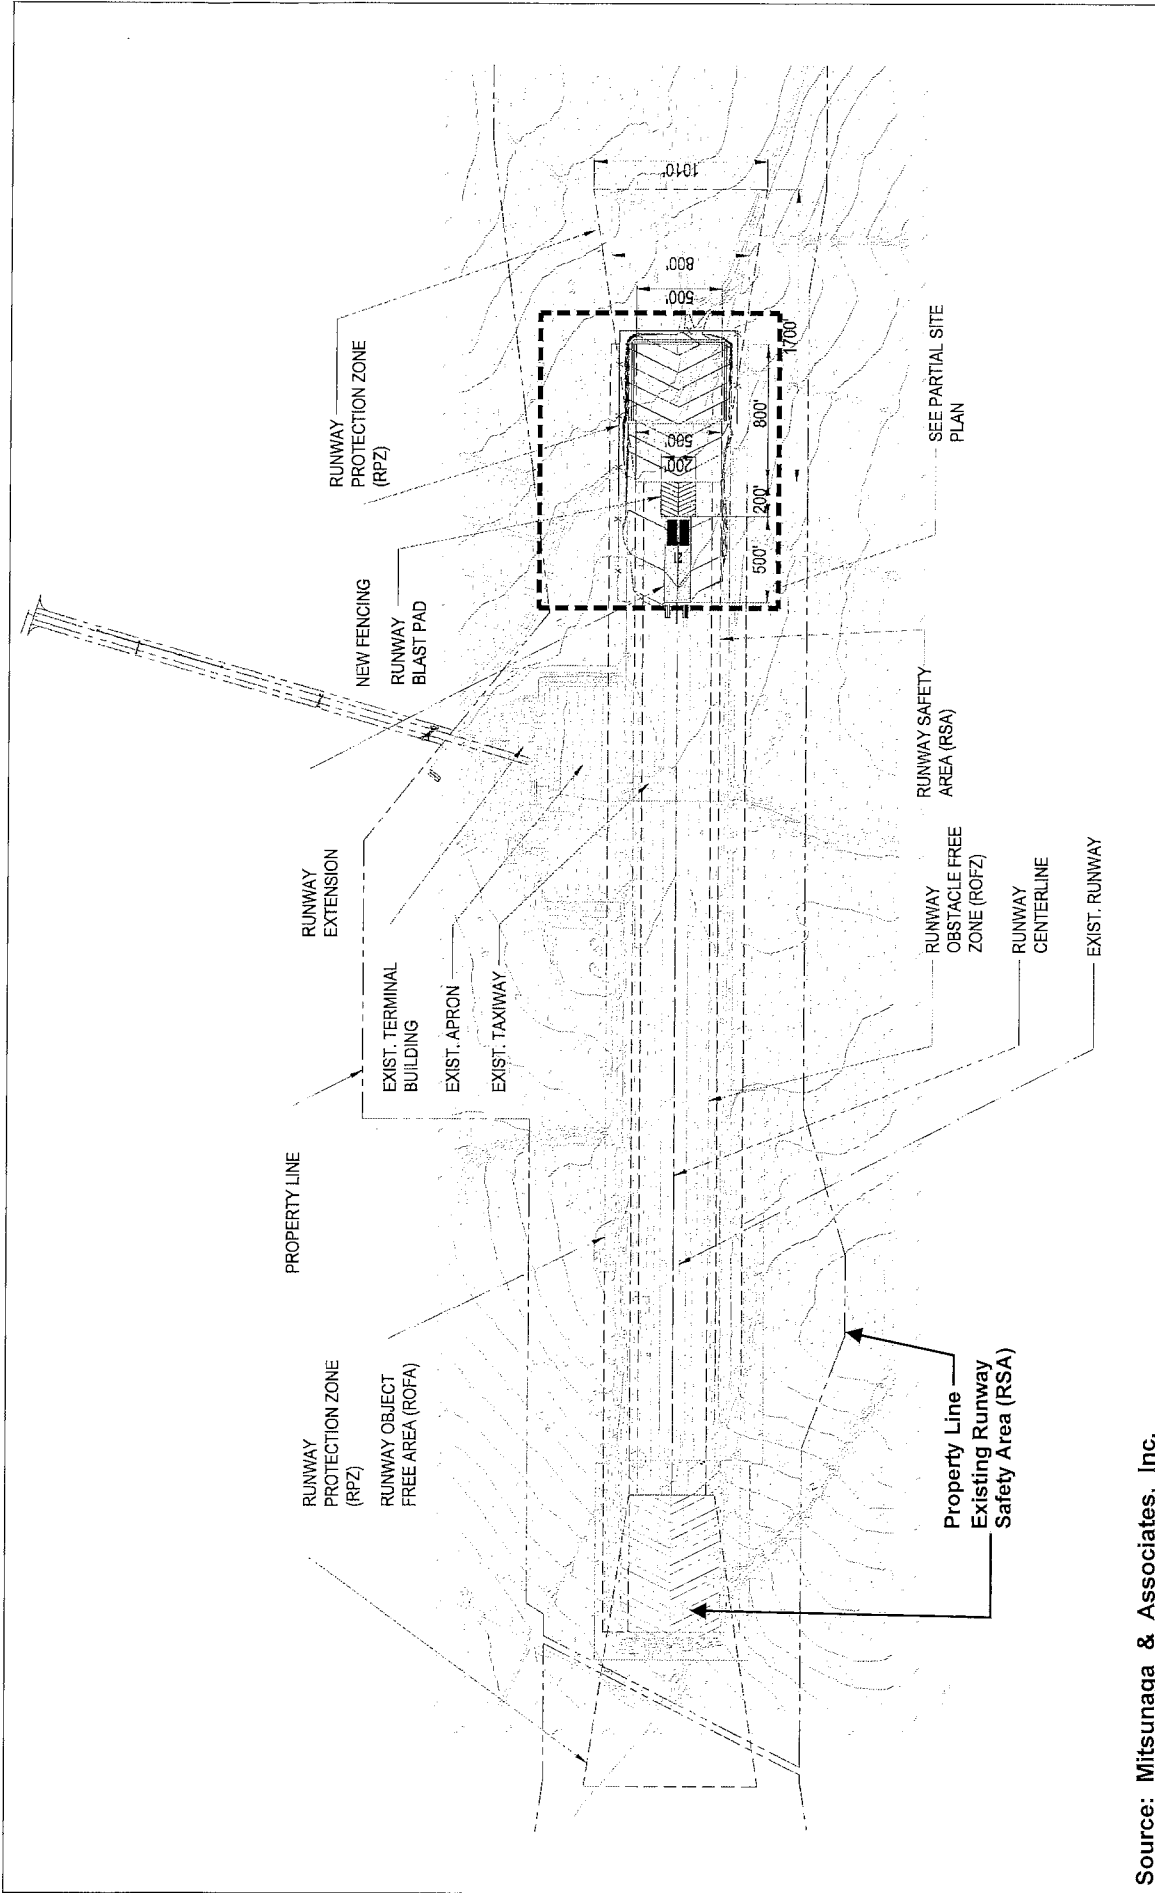 RUNWAY
PROTECTION ZONE
(RPZ)
RUNWAY OBJECT
FREE AREA (ROFA)
PROPERTY LINE
RUNWAY
EXTENSION
EXIST. TERMINAL
BUILDING
EXIST. APRON
EXIST. TAXIWAY
NEW FENCING
RUNWAY
BLAST PAD
RUNWAY
PROTECTION ZONE
(RPZ)
21
200'
500'
500'
800'
1010'
500'
200'
800'
1700'
Property Line
Existing Runway
Safety Area (RSA)
EXIST. RUNWAY
RUNWAY
CENTERLINE
RUNWAY
OBSTACLE FREE
ZONE (ROFZ)
RUNWAY SAFETY
AREA (RSA)
SEE PARTIAL SITE
PLAN
Source: Mitsunaga & Associates, Inc.